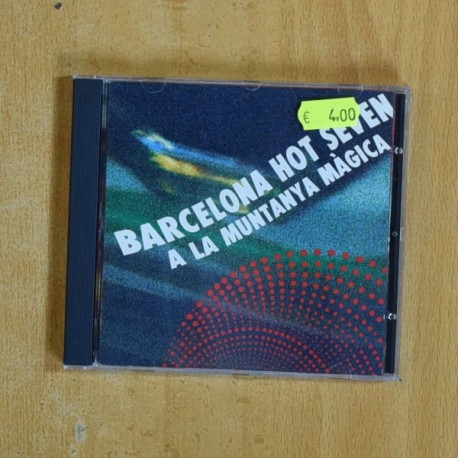 € 4.00
BARCELONA HOT SEVEN
A LA MUNTANYA MÀGICA